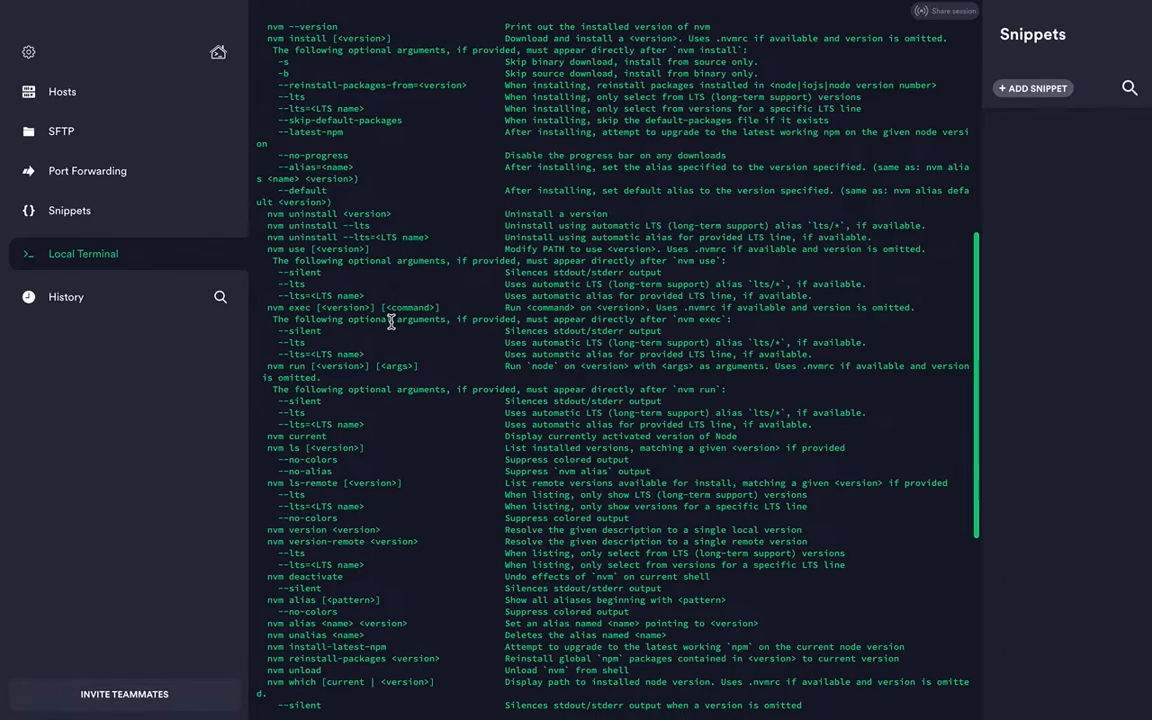 Share session
Snippets
+ ADD SNIPPET
Hosts
SFTP
Port Forwarding
{} Snippets
>_ Local Terminal
History
INVITE TEAMMATES
nvm --version Print out the installed version of nvm
nvm install [<version>] Download and install a <version>. Uses .nvmrc if available and version is omitted.
The following optional arguments, if provided, must appear directly after `nvm install`:
-s Skip binary download, install from source only.
-b Skip source download, install from binary only.
--reinstall-packages-from=<version> When installing, reinstall packages installed in <node|iojs|node version number>
--lts When installing, only select from LTS (long-term support) versions
--lts=<LTS name> When installing, only select from versions for a specific LTS line
--skip-default-packages When installing, skip the default-packages file if it exists
--latest-npm After installing, attempt to upgrade to the latest working npm on the given node versi
on
--no-progress Disable the progress bar on any downloads
--alias=<name> After installing, set the alias specified to the version specified. (same as: nvm alia
s <name> <version>)
--default After installing, set default alias to the version specified. (same as: nvm alias defa
ult <version>)
nvm uninstall <version> Uninstall a version
nvm uninstall --lts Uninstall using automatic LTS (long-term support) alias `lts/*`, if available.
nvm uninstall --lts=<LTS name> Uninstall using automatic alias for provided LTS line, if available.
nvm use [<version>] Modify PATH to use <version>. Uses .nvmrc if available and version is omitted.
The following optional arguments, if provided, must appear directly after `nvm use`:
--silent Silences stdout/stderr output
--lts Uses automatic LTS (long-term support) alias `lts/*`, if available.
--lts=<LTS name> Uses automatic alias for provided LTS line, if available.
nvm exec [<version>] [<command>] Run <command> on <version>. Uses .nvmrc if available and version is omitted.
The following optional arguments, if provided, must appear directly after `nvm exec`:
--silent Silences stdout/stderr output
--lts Uses automatic LTS (long-term support) alias `lts/*`, if available.
--lts=<LTS name> Uses automatic alias for provided LTS line, if available.
nvm run [<version>] [<args>] Run `node` on <version> with <args> as arguments. Uses .nvmrc if available and version
is omitted.
The following optional arguments, if provided, must appear directly after `nvm run`:
--silent Silences stdout/stderr output
--lts Uses automatic LTS (long-term support) alias `lts/*`, if available.
--lts=<LTS name> Uses automatic alias for provided LTS line, if available.
nvm current Display currently activated version of Node
nvm ls [<version>] List installed versions, matching a given <version> if provided
--no-colors Suppress colored output
--no-alias Suppress `nvm alias` output
nvm ls-remote [<version>] List remote versions available for install, matching a given <version> if provided
--lts When listing, only show LTS (long-term support) versions
--lts=<LTS name> When listing, only show versions for a specific LTS line
--no-colors Suppress colored output
nvm version <version> Resolve the given description to a single local version
nvm version-remote <version> Resolve the given description to a single remote version
--lts When listing, only select from LTS (long-term support) versions
--lts=<LTS name> When listing, only select from versions for a specific LTS line
nvm deactivate Undo effects of `nvm` on current shell
--silent Silences stdout/stderr output
nvm alias [<pattern>] Show all aliases beginning with <pattern>
--no-colors Suppress colored output
nvm alias <name> <version> Set an alias named <name> pointing to <version>
nvm unalias <name> Deletes the alias named <name>
nvm install-latest-npm Attempt to upgrade to the latest working `npm` on the current node version
nvm reinstall-packages <version> Reinstall global `npm` packages contained in <version> to current version
nvm unload Unload `nvm` from shell
nvm which [current | <version>] Display path to installed node version. Uses .nvmrc if available and version is omitte
d.
--silent Silences stdout/stderr output when a version is omitted